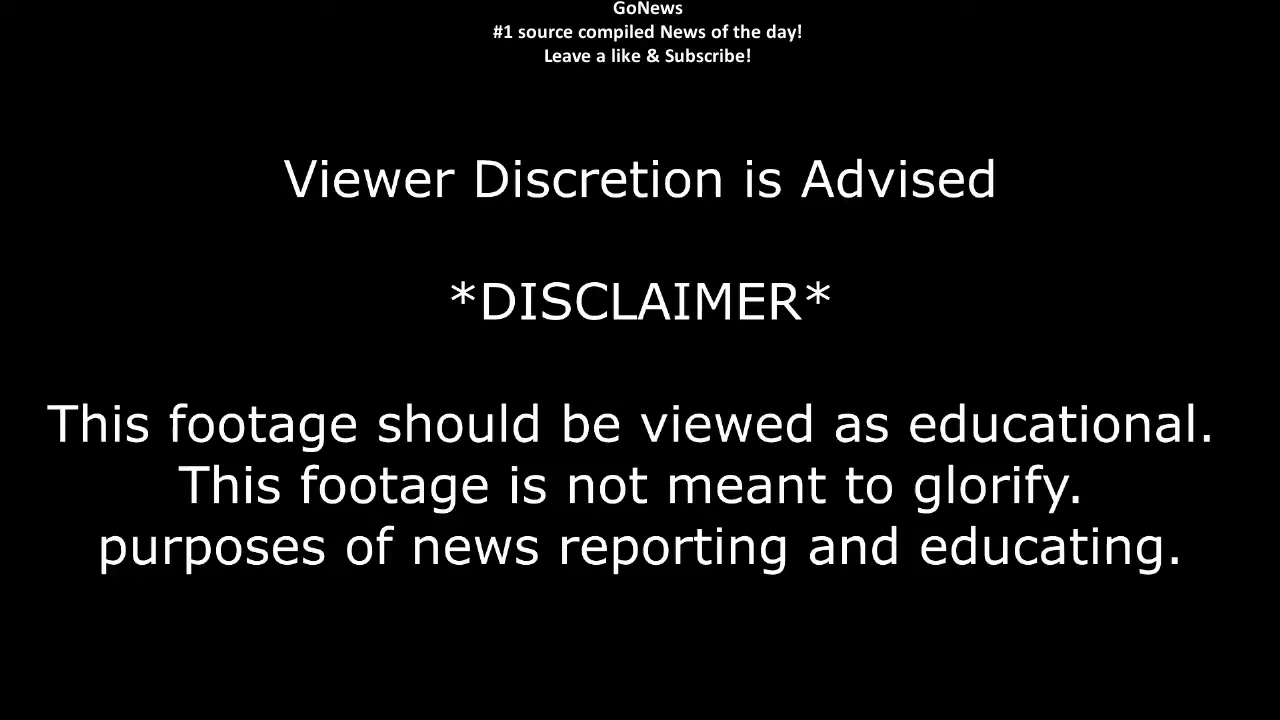 GoNews
#1 source compiled News of the day!
Leave a like & Subscribe!
Viewer Discretion is Advised
*DISCLAIMER*
This footage should be viewed as educational.
This footage is not meant to glorify.
purposes of news reporting and educating.